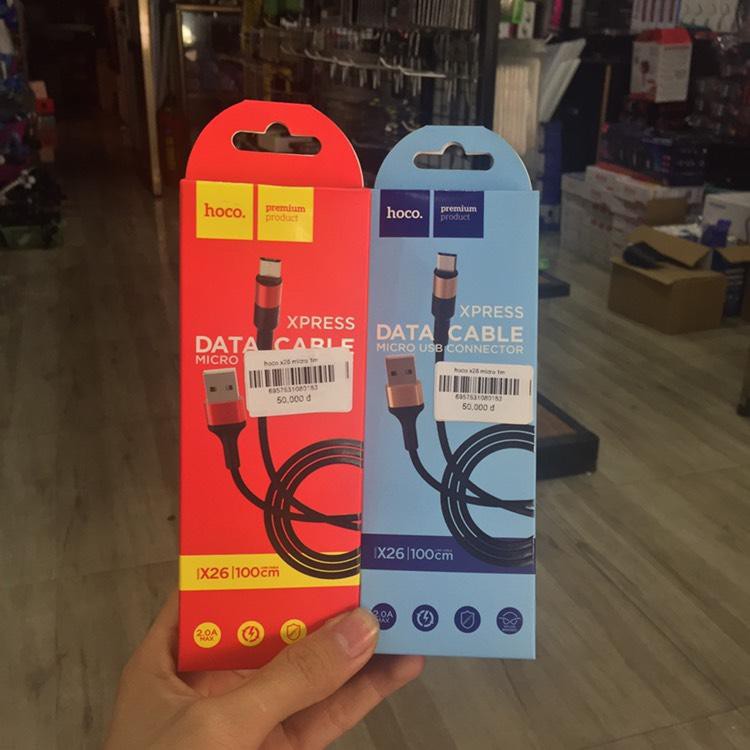 hoco.
premium
product
XPRESS
DATA CABLE
MICRO
hoco x26 micro 1m
6957531080183
50,000 đ
X26 100cm
2.0A
MAX
hoco.
premium
product
XPRESS
DATA CABLE
MICRO USB CONNECTOR
hoco x26 micro 1m
6957531080183
50,000 đ
X26 100cm
2.0A
MAX